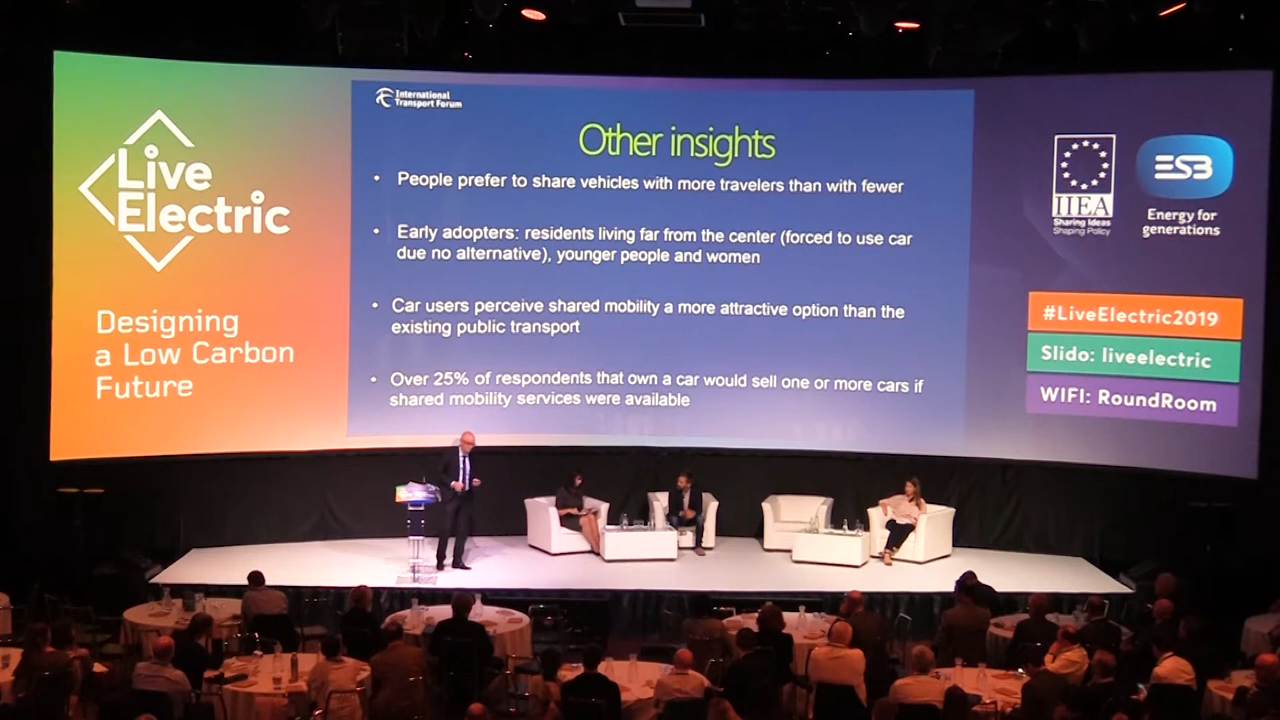 Live
Electric
Designing
a Low Carbon
Future
International
Transport Forum
Other insights
• People prefer to share vehicles with more travelers than with fewer
• Early adopters: residents living far from the center (forced to use car
due no alternative), younger people and women
• Car users perceive shared mobility a more attractive option than the
existing public transport
• Over 25% of respondents that own a car would sell one or more cars if
shared mobility services were available
IIEA
Sharing Ideas
Shaping Policy
ESB
Energy for
generations
#LiveElectric2019
Slido: liveelectric
WIFI: RoundRoom